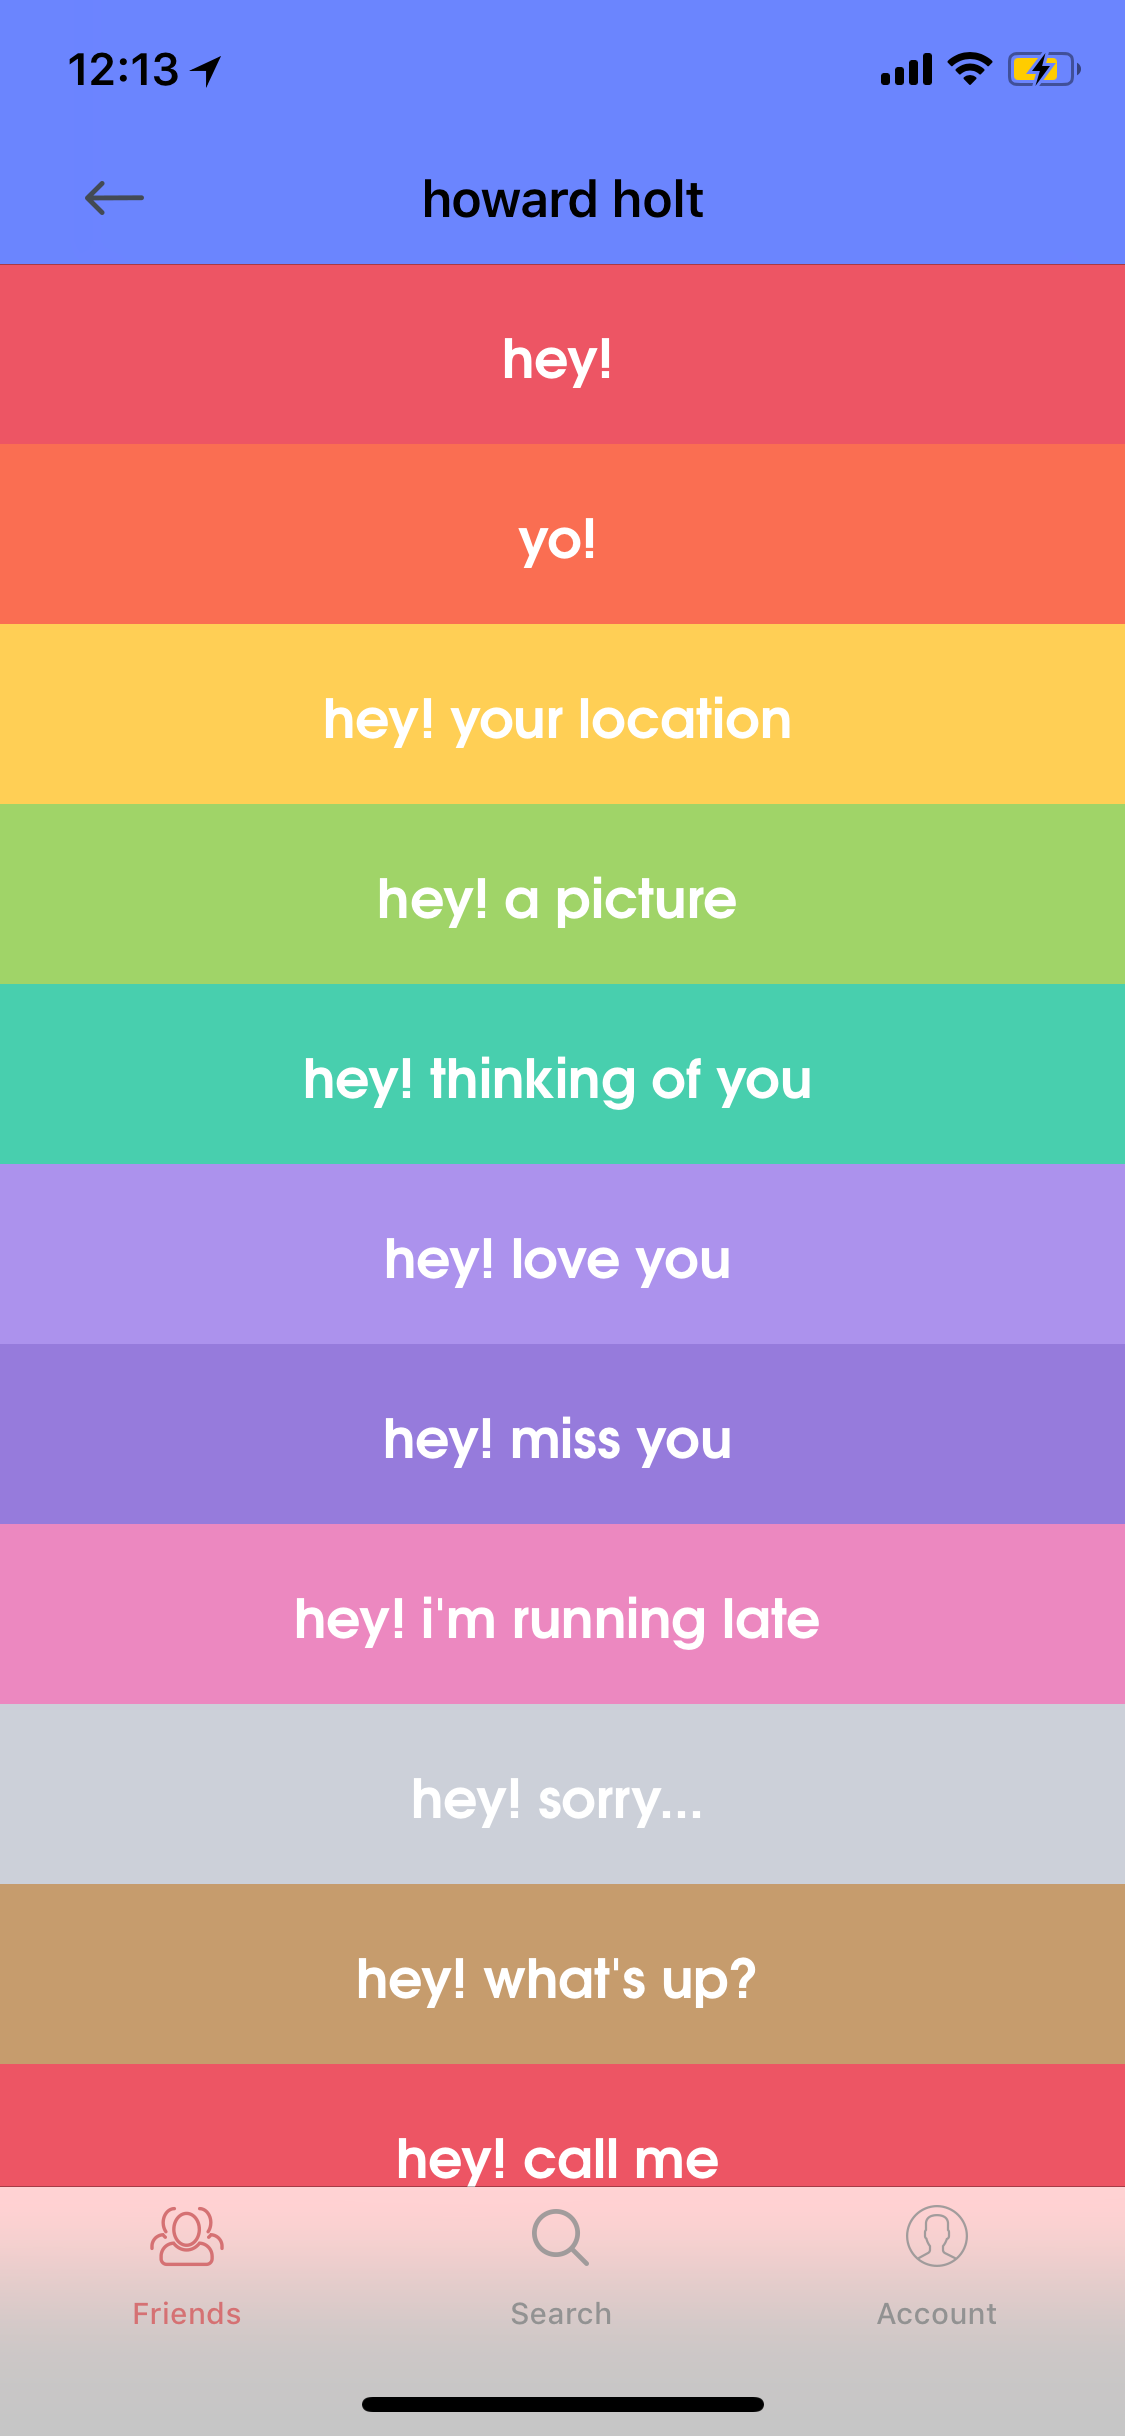 12:13
howard holt
hey!
yo!
hey! your location
hey! a picture
hey! thinking of you
hey! love you
hey! miss you
hey! i'm running late
hey! sorry...
hey! what's up?
hey! call me
Friends
Search
Account